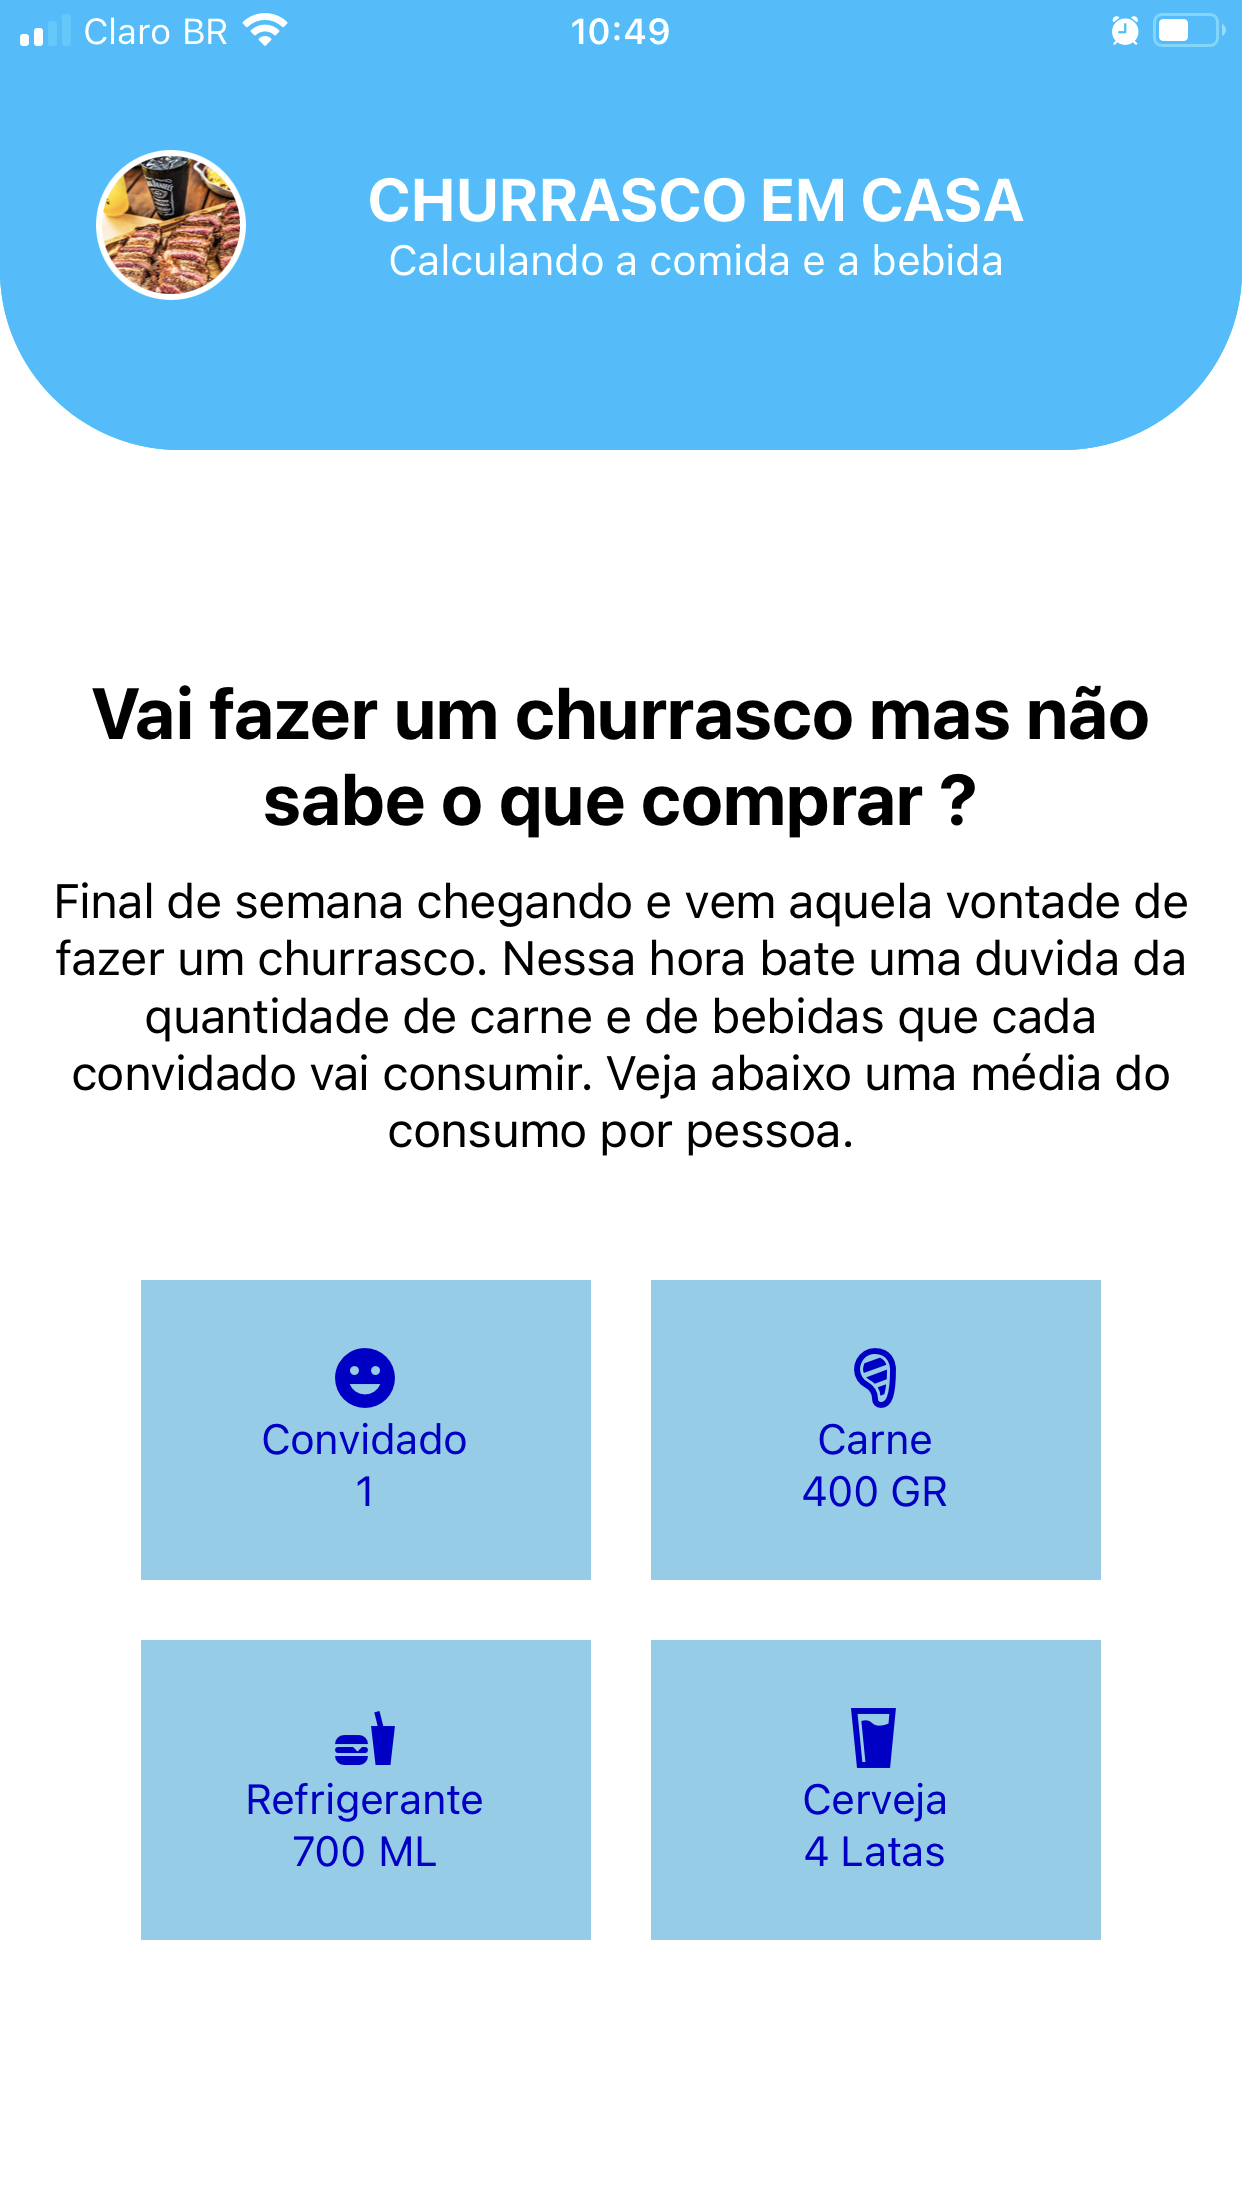 Claro BR
10:49
CHURRASCO EM CASA
Calculando a comida e a bebida
Vai fazer um churrasco mas não
sabe o que comprar ?
Final de semana chegando e vem aquela vontade de
fazer um churrasco. Nessa hora bate uma duvida da
quantidade de carne e de bebidas que cada
convidado vai consumir. Veja abaixo uma média do
consumo por pessoa.
Convidado
1
Carne
400 GR
Refrigerante
700 ML
Cerveja
4 Latas